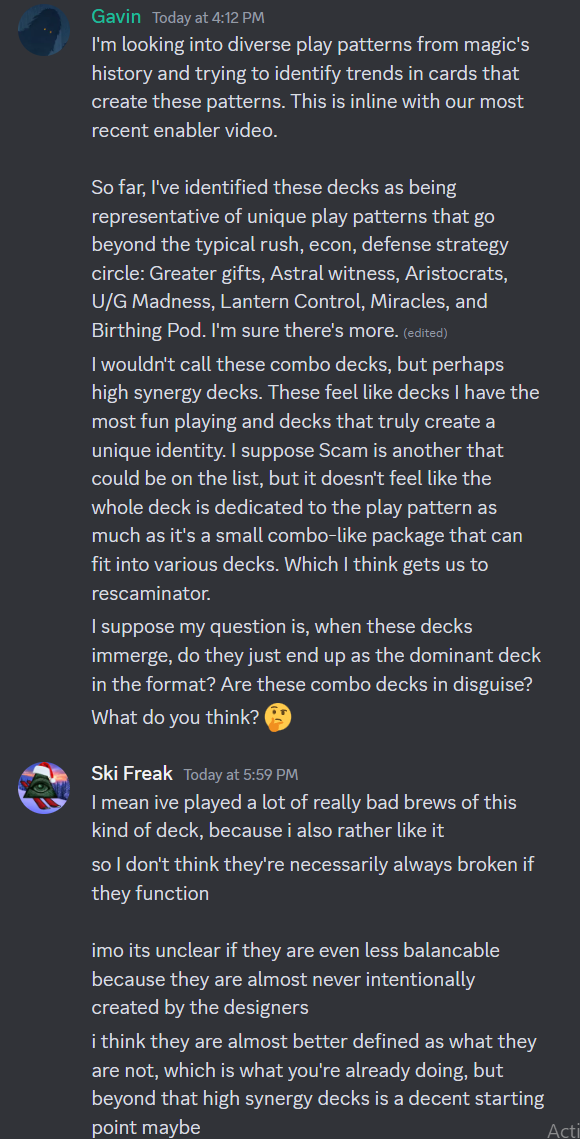 Gavin Today at 4:12 PM
I'm looking into diverse play patterns from magic's
history and trying to identify trends in cards that
create these patterns. This is inline with our most
recent enabler video.
So far, I've identified these decks as being
representative of unique play patterns that go
beyond the typical rush, econ, defense strategy
circle: Greater gifts, Astral witness, Aristocrats,
U/G Madness, Lantern Control, Miracles, and
Birthing Pod. I'm sure there's more. (edited)
I wouldn't call these combo decks, but perhaps
high synergy decks. These feel like decks I have the
most fun playing and decks that truly create a
unique identity. I suppose Scam is another that
could be on the list, but it doesn't feel like the
whole deck is dedicated to the play pattern as
much as it's a small combo-like package that can
fit into various decks. Which I think gets us to
rescaminator.
I suppose my question is, when these decks
immerge, do they just end up as the dominant deck
in the format? Are these combo decks in disguise?
What do you think? 🤔
Ski Freak Today at 5:59 PM
I mean ive played a lot of really bad brews of this
kind of deck, because i also rather like it
so I don't think they're necessarily always broken if
they function
imo its unclear if they are even less balancable
because they are almost never intentionally
created by the designers
i think they are almost better defined as what they
are not, which is what you're already doing, but
beyond that high synergy decks is a decent starting
point maybe